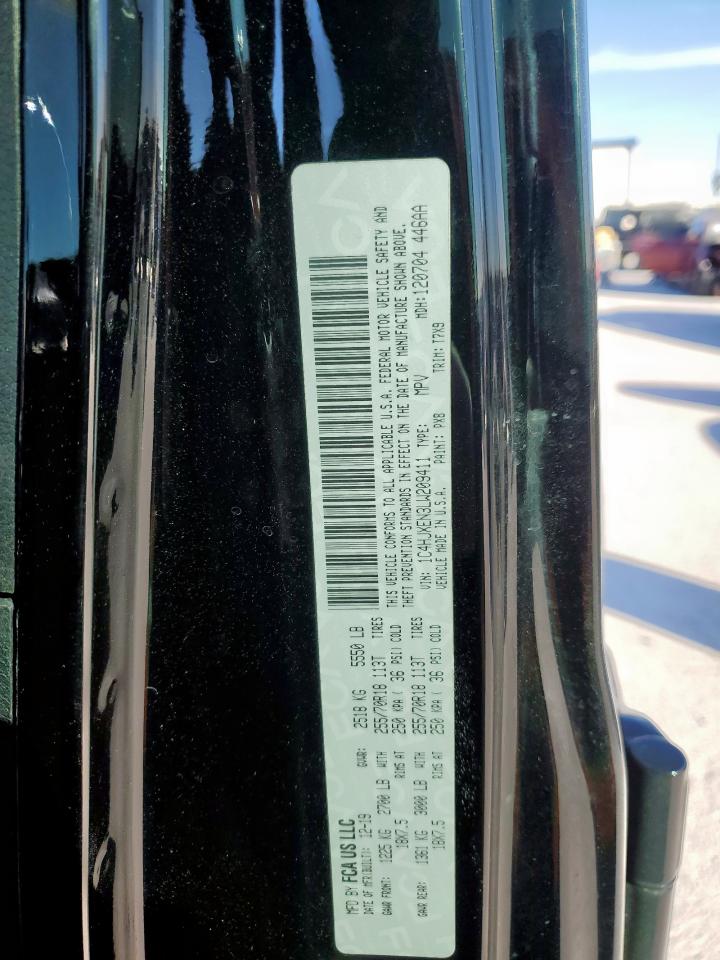 MFD BY FCA US LLC
DATE OF MFR(BUILT): 12-19 GVWR: 2518 KG 5550 LB
GAWR FRONT: 1225 KG 2700 LB WITH 255/70R18 113T TIRES
18X7.5 RIMS AT 250 KPA ( 36 PSI) COLD
GAWR REAR: 1361 KG 3000 LB WITH 255/70R18 113T TIRES
18X7.5 RIMS AT 250 KPA ( 36 PSI) COLD
THIS VEHICLE CONFORMS TO ALL APPLICABLE U.S.A. FEDERAL MOTOR VEHICLE SAFETY AND
THEFT PREVENTION STANDARDS IN EFFECT ON THE DATE OF MANUFACTURE SHOWN ABOVE.
VIN: 1C4HJXEN3LW209411 TYPE: MPV MDH: 120704 446AA
VEHICLE MADE IN U.S.A. PAINT: PX8 TRIM: T7X9